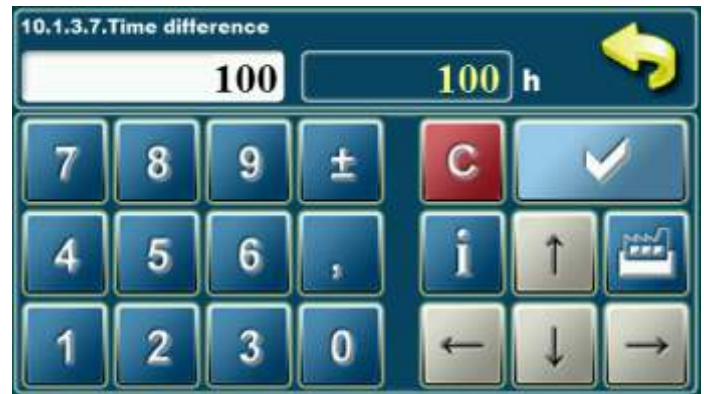 10.1.3.7.Time difference
100 100 h
7 8 9 ± C
4 5 6 , i ↑
1 2 3 0 ← ↓ →